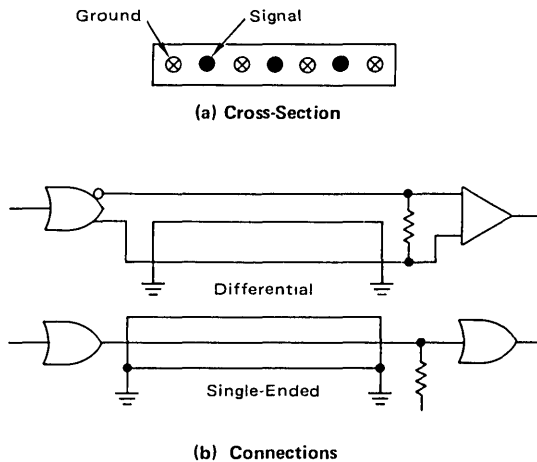 Ground Signal
(a) Cross-Section
Differential
Single-Ended
(b) Connections